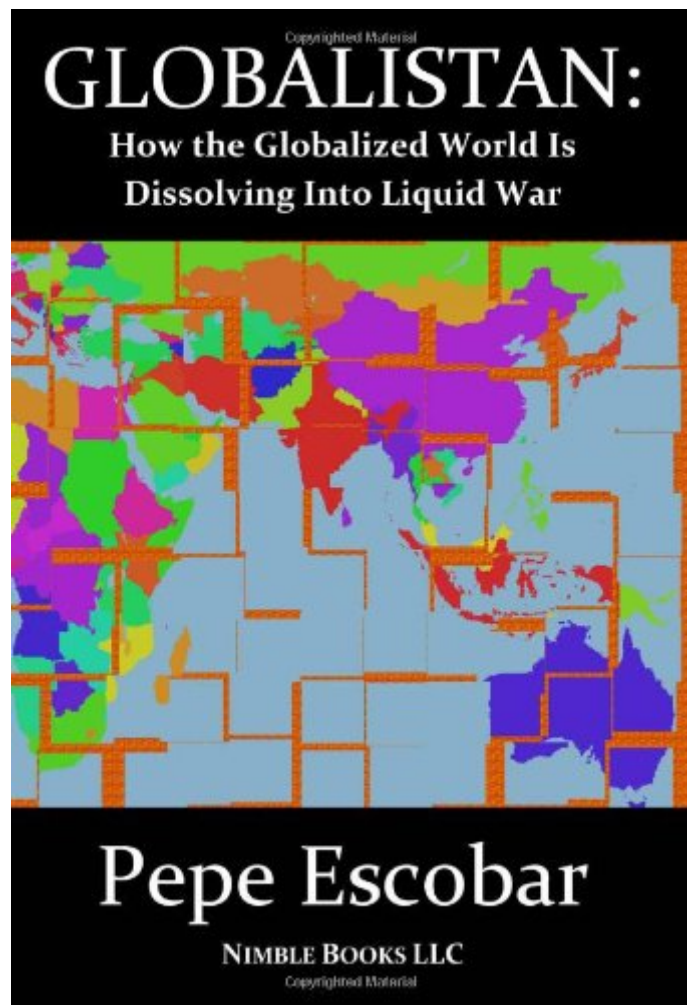 Copyrighted Material
GLOBALISTAN:
How the Globalized World Is
Dissolving Into Liquid War
Pepe Escobar
NIMBLE BOOKS LLC
Copyrighted Material